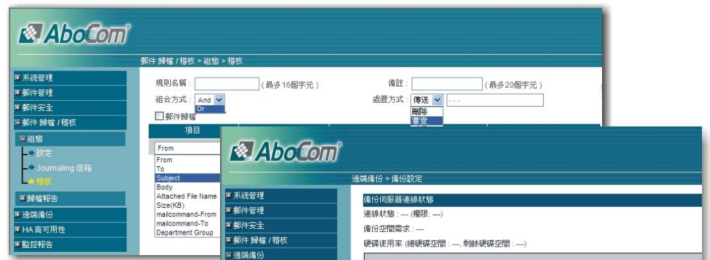 AboCom
郵件 歸檔 / 稽核 > 組態 > 稽核
系統管理
郵件管理
郵件安全
郵件 歸檔 / 稽核
組態
設定
Journaling 信箱
稽核
歸檔報告
遠端備份
HA 高可用性
監控報告
規則名稱 : (最多16個字元)
備註 : (最多20個字元)
組合方式 : And
Or
處置方式 : 傳送 ---
刪除
郵件歸檔
項目
From
From
To
Subject
Body
Attached File Name
Size(KB)
mailcommand-From
mailcommand-To
Department Group
AboCom
遠端備份 > 備份設定
系統管理
郵件管理
郵件安全
郵件 歸檔 / 稽核
遠端備份
備份伺服器連線狀態
連線狀態 : --- (權限 : ---)
備份空間需求 : ---
硬碟使用率 (總硬碟空間 : ---, 剩餘硬碟空間 : ---)